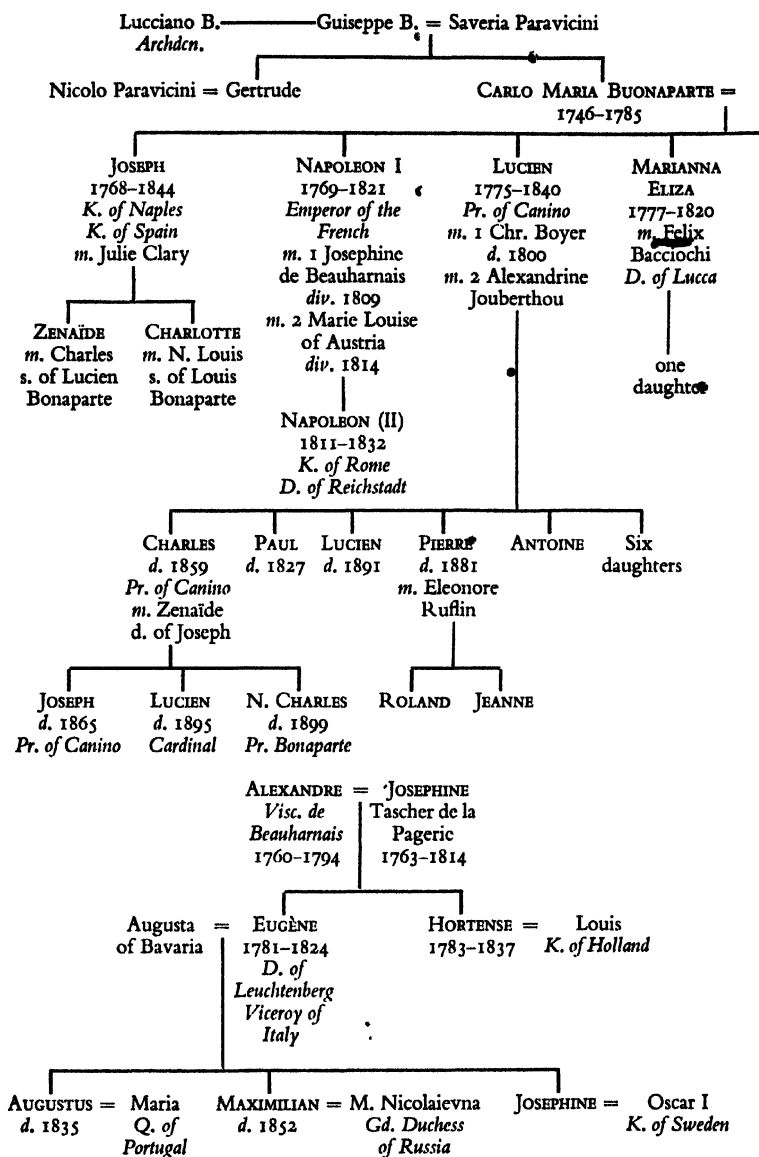 Lucciano B. Guiseppe B. = Saveria Paravicini
Archdcn.
Nicolo Paravicini = Gertrude
CARLO MARIA BUONAPARTE =
1746–1785
JOSEPH
1768–1844
K. of Naples
K. of Spain
m. Julie Clary
NAPOLEON I
1769–1821
Emperor of the
French
m. 1 Josephine
de Beauharnais
div. 1809
m. 2 Marie Louise
of Austria
div. 1814
LUCIEN
1775–1840
Pr. of Canino
m. 1 Chr. Boyer
d. 1800
m. 2 Alexandrine
Jouberthou
MARIANNA
ELIZA
1777–1820
m. Felix
Bacciochi
D. of Lucca
ZENAÏDE
m. Charles
s. of Lucien
Bonaparte
CHARLOTTE
m. N. Louis
s. of Louis
Bonaparte
one
daughter
NAPOLEON (II)
1811–1832
K. of Rome
D. of Reichstadt
CHARLES
d. 1859
Pr. of Canino
m. Zenaïde
d. of Joseph
PAUL
d. 1827
LUCIEN
d. 1891
PIERRE
d. 1881
m. Eleonore
Ruflin
ANTOINE
Six
daughters
JOSEPH
d. 1865
Pr. of Canino
LUCIEN
d. 1895
Cardinal
N. CHARLES
d. 1899
Pr. Bonaparte
ROLAND
JEANNE
ALEXANDRE = JOSEPHINE
Visc. de
Beauharnais
1760–1794
Tascher de la
Pageric
1763–1814
Augusta
of Bavaria
= EUGÈNE
1781–1824
D. of
Leuchtenberg
Viceroy of
Italy
HORTENSE =
1783–1837
Louis
K. of Holland
AUGUSTUS =
d. 1835
Maria
Q. of
Portugal
MAXIMILIAN =
d. 1852
M. Nicolaievna
Gd. Duchess
of Russia
JOSEPHINE =
Oscar I
K. of Sweden